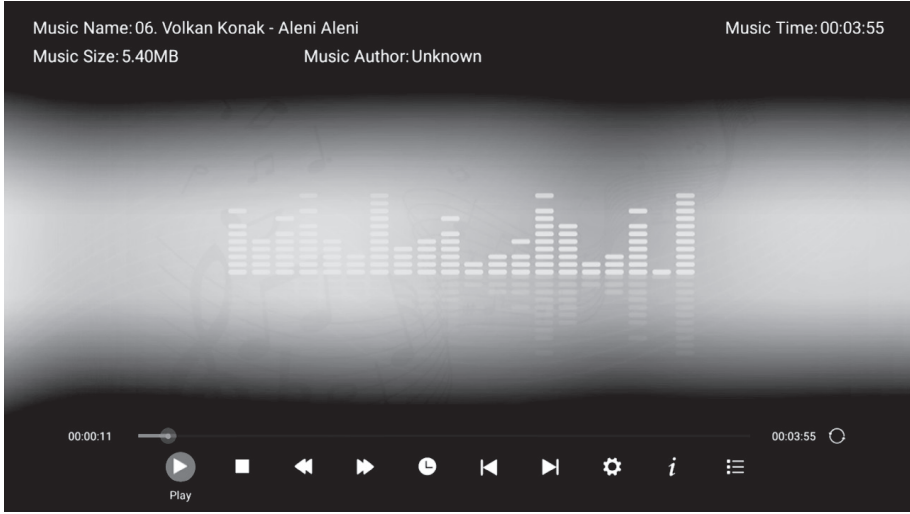 Music Name: 06. Volkan Konak - Aleni Aleni
Music Time: 00:03:55
Music Size: 5.40MB
Music Author: Unknown
00:00:11
00:03:55
Play